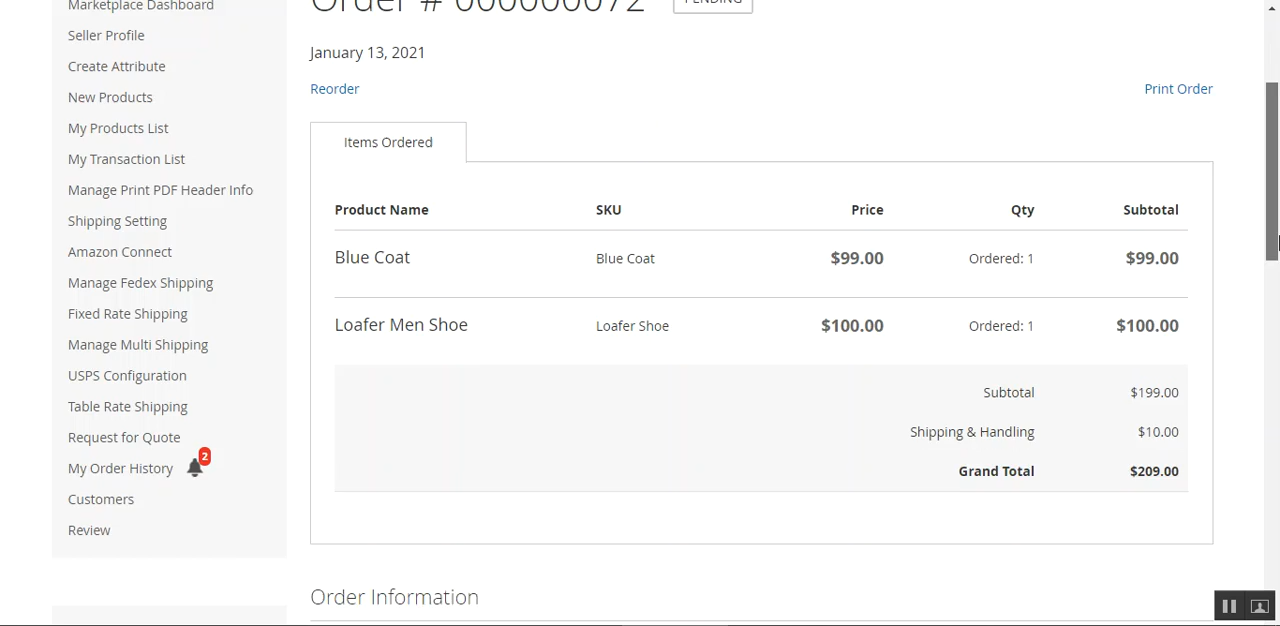 Marketplace Dashboard
Seller Profile
Create Attribute
New Products
My Products List
My Transaction List
Manage Print PDF Header Info
Shipping Setting
Amazon Connect
Manage Fedex Shipping
Fixed Rate Shipping
Manage Multi Shipping
USPS Configuration
Table Rate Shipping
Request for Quote
My Order History 2
Customers
Review
Order # 000000072 PENDING
January 13, 2021
Reorder Print Order
Items Ordered
Product Name SKU Price Qty Subtotal
Blue Coat Blue Coat $99.00 Ordered: 1 $99.00
Loafer Men Shoe Loafer Shoe $100.00 Ordered: 1 $100.00
Subtotal $199.00
Shipping & Handling $10.00
Grand Total $209.00
Order Information